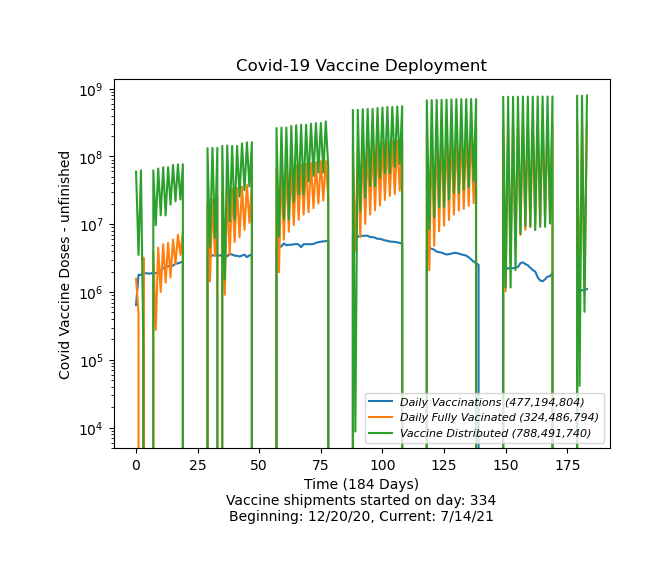 Covid-19 Vaccine Deployment
Covid Vaccine Doses - unfinished
10⁹
10⁸
10⁷
10⁶
10⁵
10⁴
0 25 50 75 100 125 150 175
Daily Vaccinations (477,194,804)
Daily Fully Vacinated (324,486,794)
Vaccine Distributed (788,491,740)
Time (184 Days)
Vaccine shipments started on day: 334
Beginning: 12/20/20, Current: 7/14/21